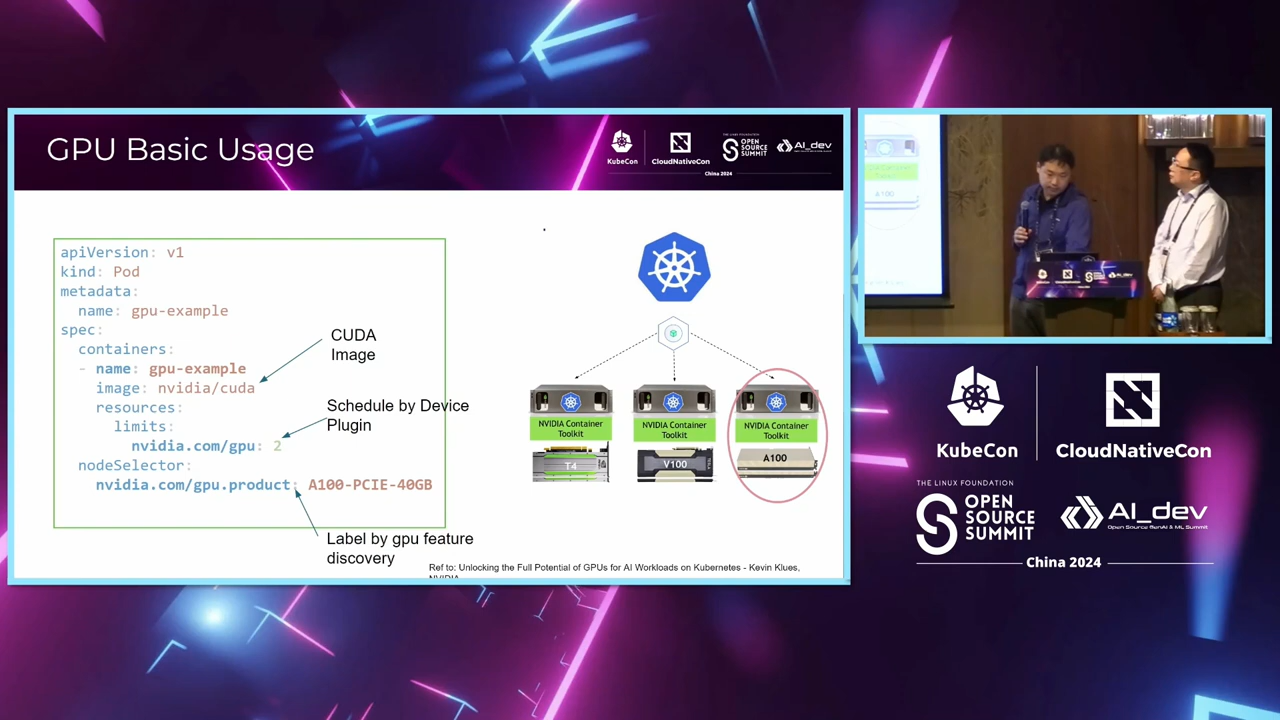 GPU Basic Usage
KubeCon
CloudNativeCon
THE LINUX FOUNDATION
OPEN
SOURCE
SUMMIT
AI_dev
China 2024
apiVersion: v1
kind: Pod
metadata:
name: gpu-example
spec:
containers:
- name: gpu-example
image: nvidia/cuda
resources:
limits:
nvidia.com/gpu: 2
nodeSelector:
nvidia.com/gpu.product: A100-PCIE-40GB
CUDA
Image
Schedule by Device
Plugin
Label by gpu feature
discovery
NVIDIA Container
Toolkit
T4
NVIDIA Container
Toolkit
V100
NVIDIA Container
Toolkit
A100
Ref to: Unlocking the Full Potential of GPUs for AI Workloads on Kubernetes - Kevin Klues,
NVIDIA
A100
KubeCon
CloudNativeCon
THE LINUX FOUNDATION
OPEN
SOURCE
SUMMIT
AI_dev
Open Source GenAI & ML Summit
China 2024